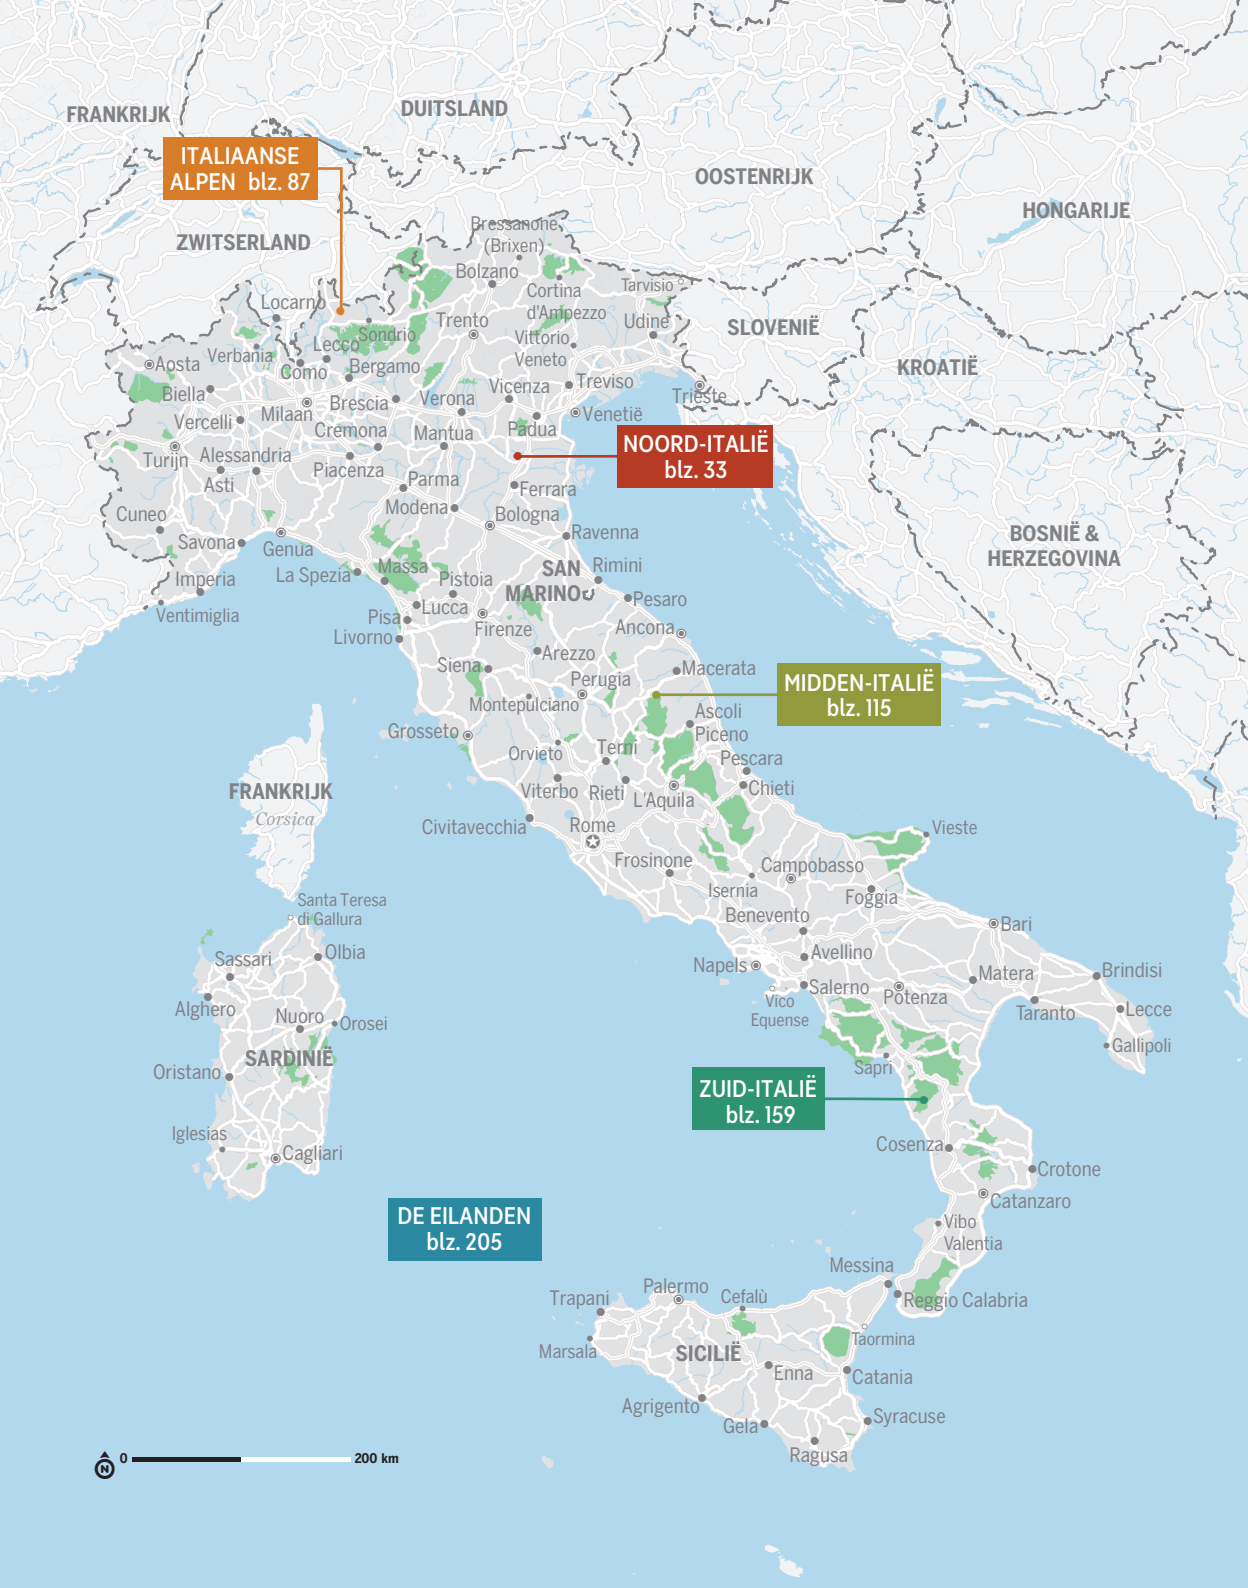 FRANKRIJK
DUITSLAND
ITALIAANSE
ALPEN blz. 87
OOSTENRIJK
HONGARIJE
ZWITSERLAND
Bressanone
(Brixen)
Bolzano
Cortina
d'Ampezzo
Tarvisio
Locarno
Sondrio
Trento
Udine
SLOVENIË
Vittorio
Veneto
Verbania
Lecco
KROATIË
Aosta
Como
Bergamo
Biella
Vicenza
Treviso
Trieste
Milaan
Brescia
Verona
Venetië
Vercelli
Cremona
Mantua
Padua
NOORD-ITALIË
blz. 33
Turijn
Alessandria
Piacenza
Asti
Parma
Ferrara
Cuneo
Modena
Bologna
Savona
Genua
Ravenna
BOSNIË &
HERZEGOVINA
Imperia
La Spezia
Massa
Pistoia
SAN
MARINO
Rimini
Ventimiglia
Pisa
Lucca
Pesaro
Livorno
Firenze
Ancona
Siena
Arezzo
Macerata
Perugia
MIDDEN-ITALIË
blz. 115
Montepulciano
Ascoli
Piceno
Grosseto
Orvieto
Terni
Pescara
FRANKRIJK
Corsica
Viterbo
Rieti
L'Aquila
Chieti
Civitavecchia
Rome
Vieste
Frosinone
Campobasso
Isernia
Foggia
Santa Teresa
di Gallura
Benevento
Bari
Sassari
Olbia
Napels
Avellino
Matera
Brindisi
Alghero
Salerno
Potenza
Vico
Equense
Taranto
Lecce
Nuoro
Orosei
Gallipoli
SARDINIË
Oristano
Sapri
ZUID-ITALIË
blz. 159
Iglesias
Cagliari
Cosenza
Crotone
Catanzaro
DE EILANDEN
blz. 205
Vibo
Valentia
Messina
Trapani
Palermo
Cefalù
Reggio Calabria
Marsala
SICILIË
Taormina
Enna
Catania
Agrigento
Gela
Syracuse
Ragusa
N
0
200 km